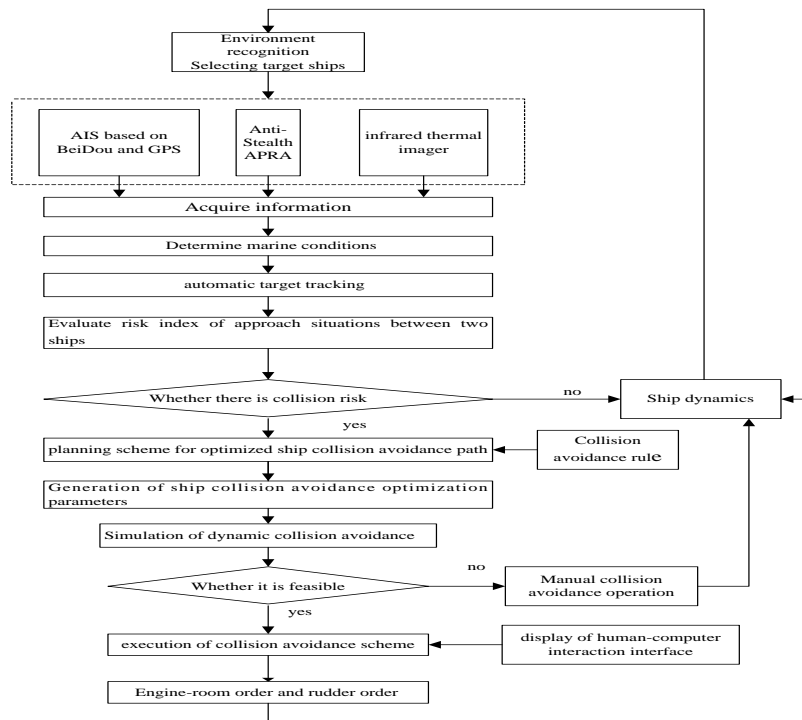 Environment
recognition
Selecting target ships
AIS based on
BeiDou and GPS
Anti-
Stealth
APRA
infrared thermal
imager
Acquire information
Determine marine conditions
automatic target tracking
Evaluate risk index of approach situations between two
ships
Whether there is collision risk
no
Ship dynamics
yes
planning scheme for optimized ship collision avoidance path
Collision
avoidance rule
Generation of ship collision avoidance optimization
parameters
Simulation of dynamic collision avoidance
Whether it is feasible
no
Manual collision
avoidance operation
yes
execution of collision avoidance scheme
display of human-computer
interaction interface
Engine-room order and rudder order